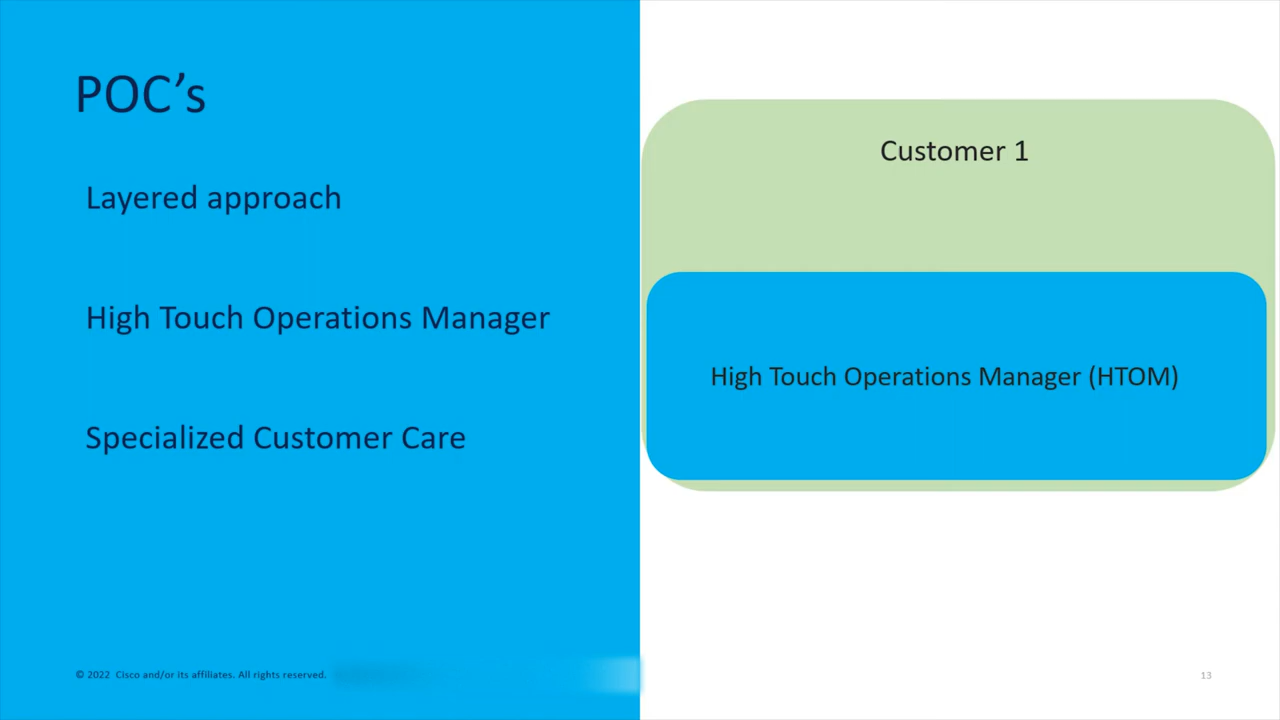 POC’s
Layered approach
High Touch Operations Manager
Specialized Customer Care
Customer 1
High Touch Operations Manager (HTOM)
© 2022 Cisco and/or its affiliates. All rights reserved.
13